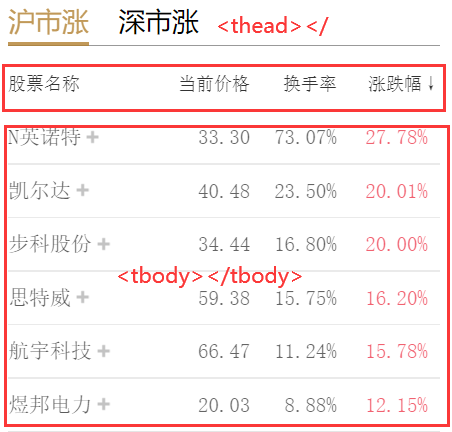 沪市涨 深市涨 <thead></
股票名称 当前价格 换手率 涨跌幅↓
N英诺特+ 33.30 73.07% 27.78%
凯尔达+ 40.48 23.50% 20.01%
步科股份+ 34.44 16.80% 20.00%
<tbody></tbody>
思特威+ 59.38 15.75% 16.20%
航宇科技+ 66.47 11.24% 15.78%
煜邦电力+ 20.03 8.88% 12.15%